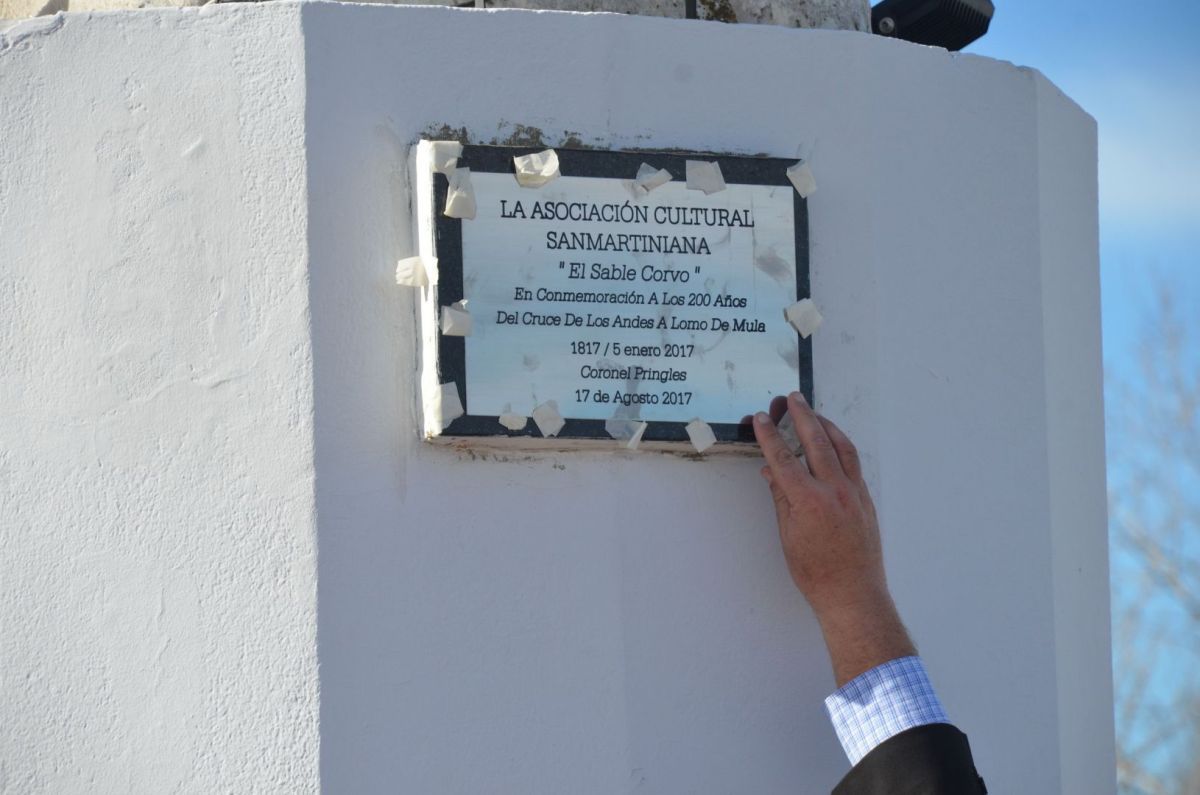 LA ASOCIACIÓN CULTURAL
SANMARTINIANA
" El Sable Corvo "
En Conmemoración A Los 200 Años
Del Cruce De Los Andes A Lomo De Mula
1817 / 5 enero 2017
Coronel Pringles
17 de Agosto 2017